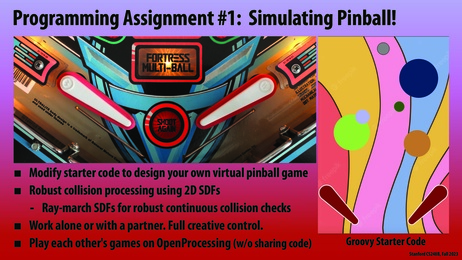 Programming Assignment #1: Simulating Pinball!
FORTRESS
MULTI-BALL
SHOOT
AGAIN
Modify starter code to design your own virtual pinball game
Robust collision processing using 2D SDFs
- Ray-march SDFs for robust continuous collision checks
Work alone or with a partner. Full creative control.
Play each other's games on OpenProcessing (w/o sharing code)
Groovy Starter Code